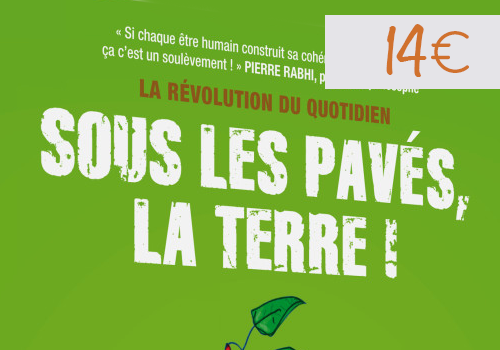 « Si chaque être humain construit sa
ça c'est un soulèvement ! » PIERRE RABHI,
14€
LA RÉVOLUTION DU QUOTIDIEN
SOUS LES PAVÉS,
LA TERRE !